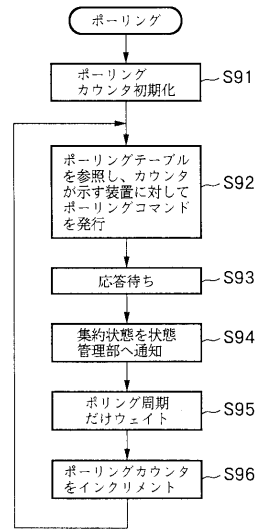 ポーリング
ポーリング
カウンタ初期化
S91
ポーリングテーブル
を参照し、カウンタ
が示す装置に対して
ポーリングコマンド
を発行
S92
応答待ち
S93
集約状態を状態
管理部へ通知
S94
ポリング周期
だけウェイト
S95
ポーリングカウンタ
をインクリメント
S96